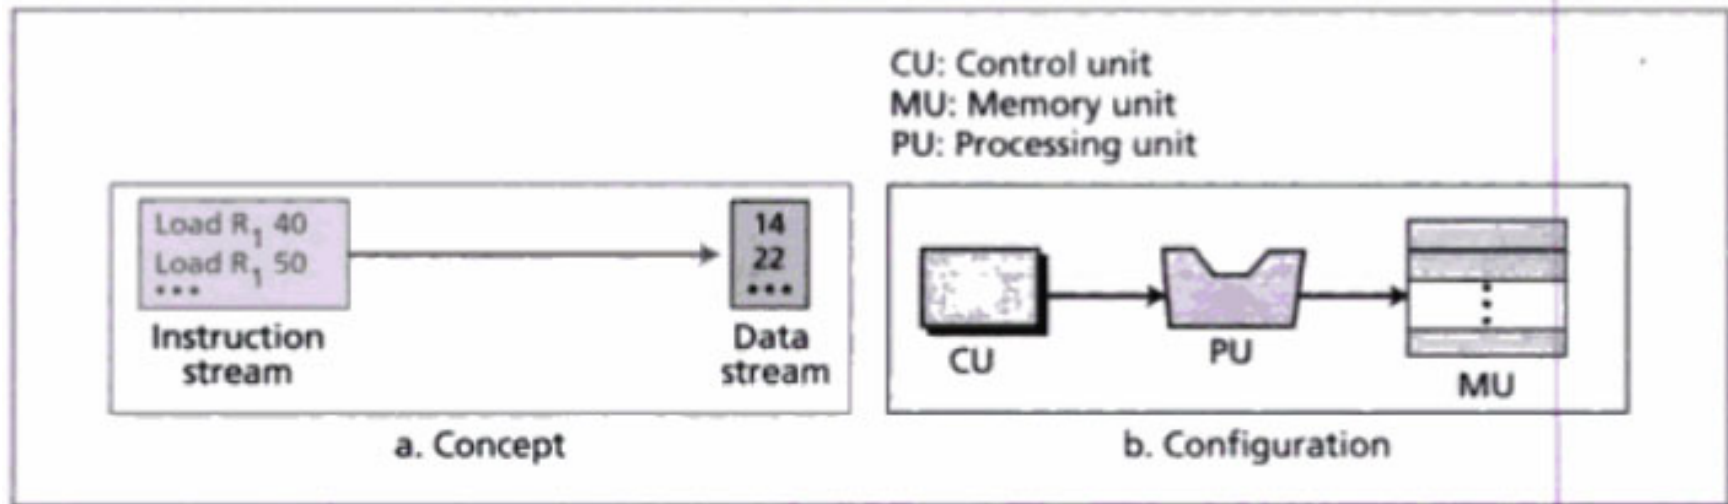 CU: Control unit
MU: Memory unit
PU: Processing unit
Load R1 40
Load R1 50
•••
Instruction
stream
14
22
•••
Data
stream
a. Concept
CU
PU
MU
b. Configuration